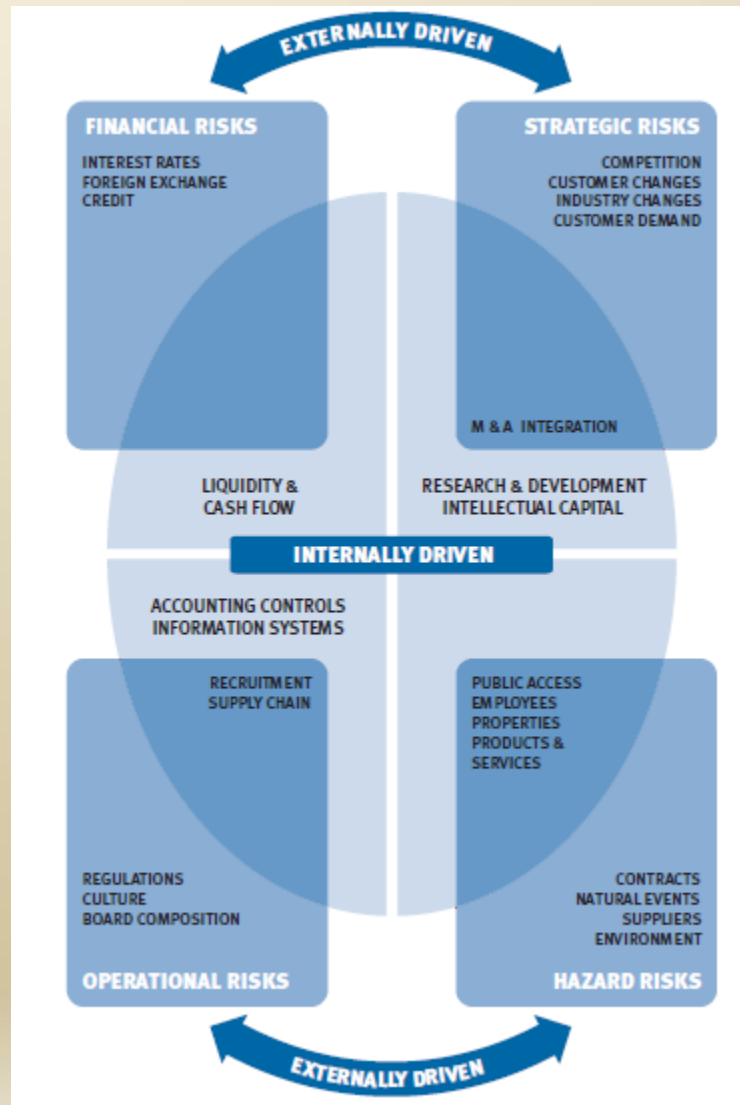 EXTERNALLY DRIVEN
FINANCIAL RISKS
INTEREST RATES
FOREIGN EXCHANGE
CREDIT
STRATEGIC RISKS
COMPETITION
CUSTOMER CHANGES
INDUSTRY CHANGES
CUSTOMER DEMAND
M & A INTEGRATION
LIQUIDITY &
CASH FLOW
RESEARCH & DEVELOPMENT
INTELLECTUAL CAPITAL
INTERNALLY DRIVEN
ACCOUNTING CONTROLS
INFORMATION SYSTEMS
RECRUITMENT
SUPPLY CHAIN
PUBLIC ACCESS
EMPLOYEES
PROPERTIES
PRODUCTS &
SERVICES
REGULATIONS
CULTURE
BOARD COMPOSITION
OPERATIONAL RISKS
CONTRACTS
NATURAL EVENTS
SUPPLIERS
ENVIRONMENT
HAZARD RISKS
EXTERNALLY DRIVEN